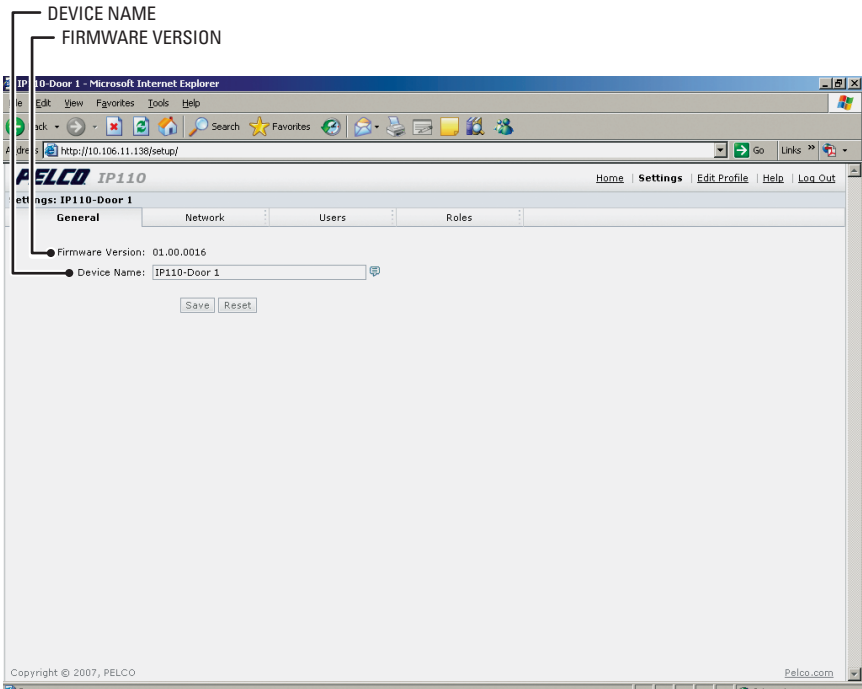 DEVICE NAME
FIRMWARE VERSION
10-Door 1 - Microsoft Internet Explorer
Edit View Favorites Tools Help
Search Favorites
http://10.106.11.138/setup/ Go Links »
PELCO IP110
Home | Settings | Edit Profile | Help | Log Out
Settings: IP110-Door 1
General Network Users Roles
Firmware Version: 01.00.0016
Device Name: IP110-Door 1
Save Reset
Copyright © 2007, PELCO Pelco.com